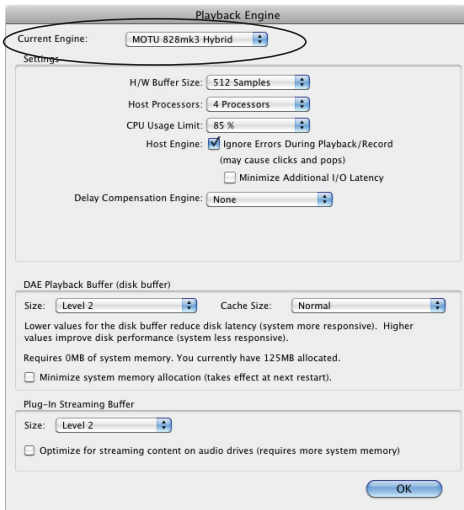 Playback Engine
Current Engine: MOTU 828mk3 Hybrid
Settings
H/W Buffer Size: 512 Samples
Host Processors: 4 Processors
CPU Usage Limit: 85 %
Host Engine: Ignore Errors During Playback/Record
(may cause clicks and pops)
Minimize Additional I/O Latency
Delay Compensation Engine: None
DAE Playback Buffer (disk buffer)
Size: Level 2 Cache Size: Normal
Lower values for the disk buffer reduce disk latency (system more responsive). Higher
values improve disk performance (system less responsive).
Requires 0MB of system memory. You currently have 125MB allocated.
Minimize system memory allocation (takes effect at next restart).
Plug-In Streaming Buffer
Size: Level 2
Optimize for streaming content on audio drives (requires more system memory)
OK